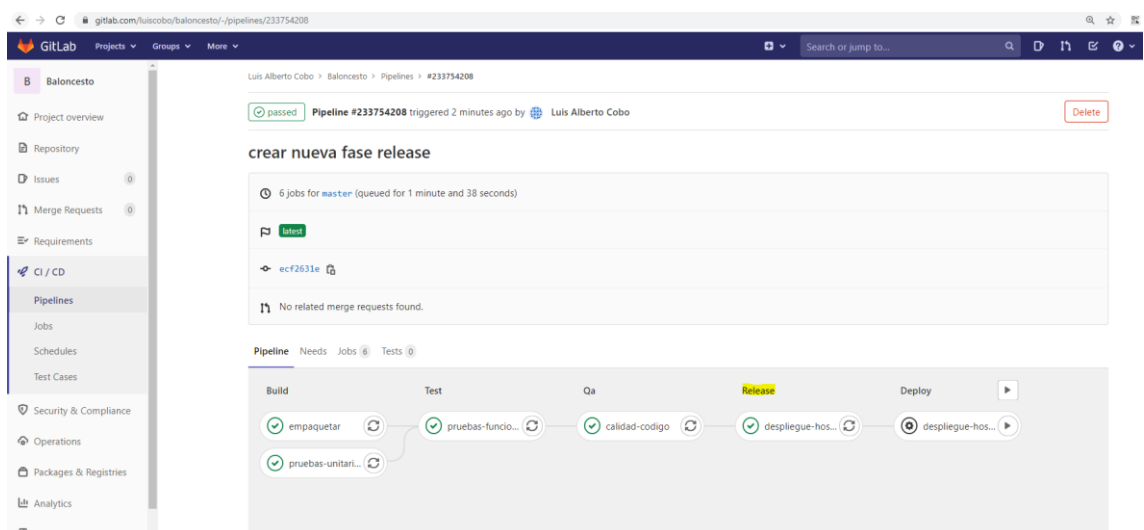 gitlab.com/luiscobo/baloncesto/-/pipelines/233754208
GitLab Projects Groups More Search or jump to...
B Baloncesto
Project overview
Repository
Issues 0
Merge Requests 0
Requirements
CI / CD
Pipelines
Jobs
Schedules
Test Cases
Security & Compliance
Operations
Packages & Registries
Analytics
Luis Alberto Cobo > Baloncesto > Pipelines > #233754208
passed Pipeline #233754208 triggered 2 minutes ago by Luis Alberto Cobo Delete
crear nueva fase release
6 jobs for master (queued for 1 minute and 38 seconds)
latest
ecf2631e
No related merge requests found.
Pipeline Needs Jobs 6 Tests 0
Build Test Qa Release Deploy
empaquetar pruebas-funcio... calidad-codigo despliegue-hos... despliegue-hos...
pruebas-unitari...